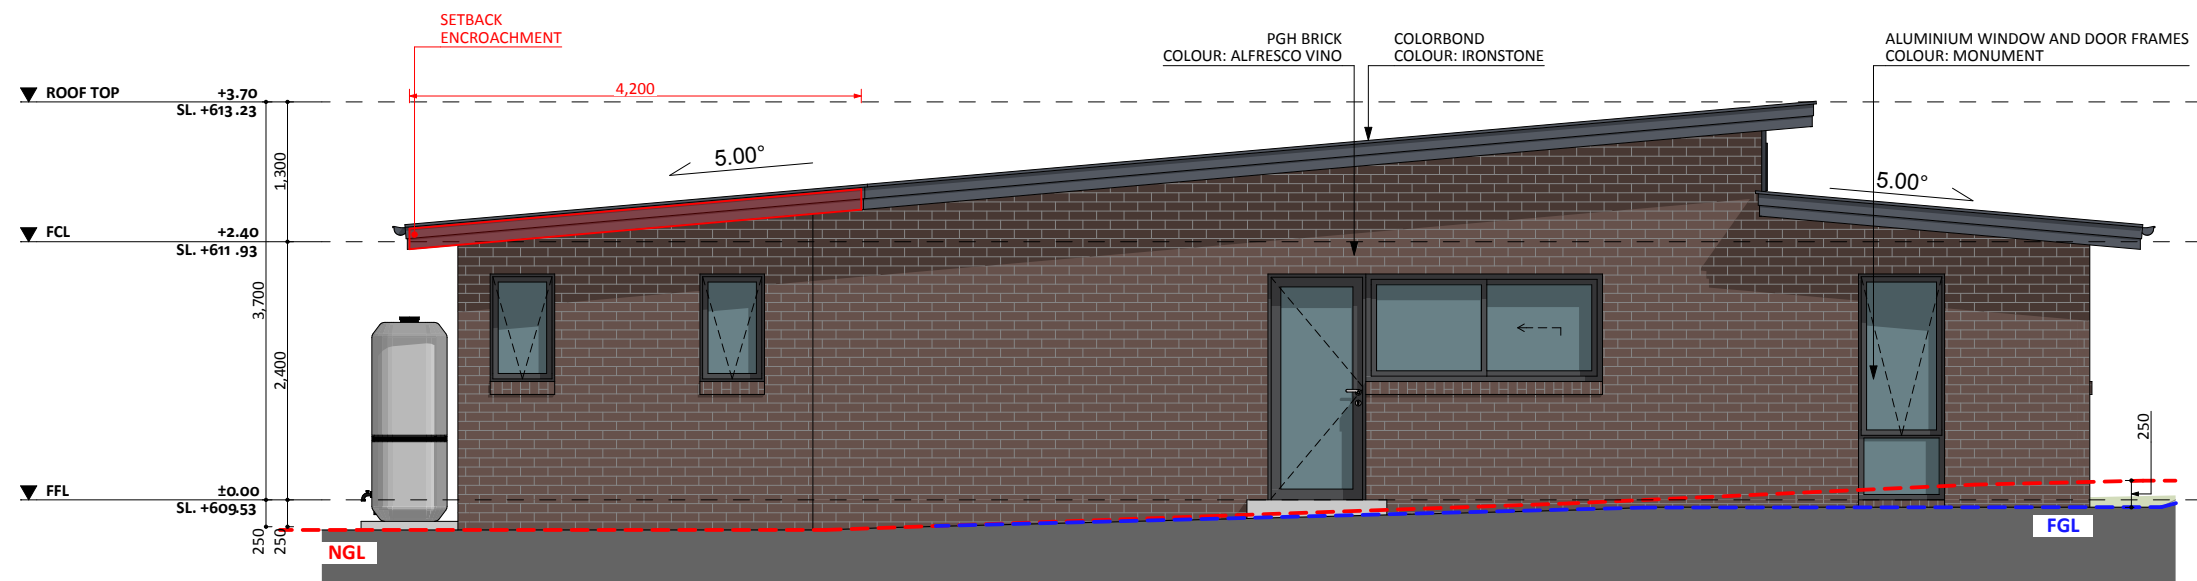 SETBACK
ENCROACHMENT
PGH BRICK
COLOUR: ALFRESCO VINO
COLORBOND
COLOUR: IRONSTONE
ALUMINIUM WINDOW AND DOOR FRAMES
COLOUR: MONUMENT
4,200
ROOF TOP +3.70
SL. +613.23
1,300
5.00°
5.00°
FCL +2.40
SL. +611.93
3,700
2,400
250
FFL ±0.00
SL. +609.53
250
250
NGL
FGL